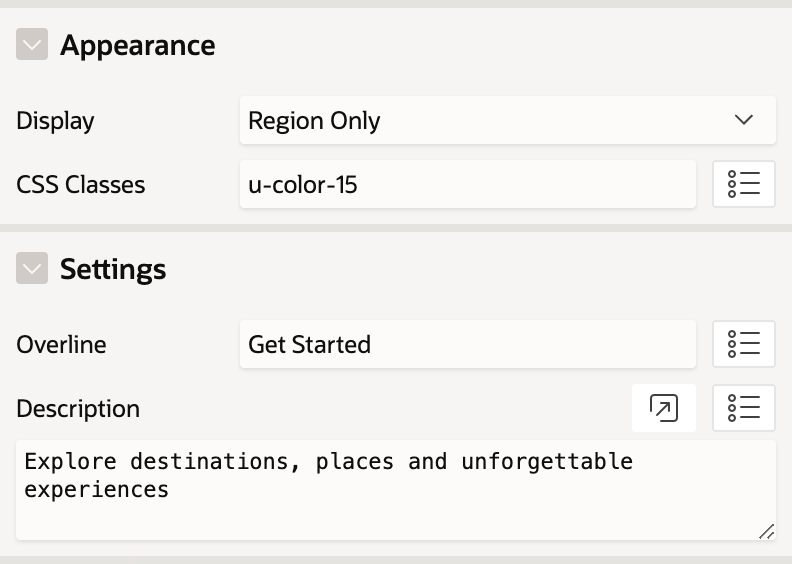 Appearance
Display Region Only
CSS Classes u-color-15
Settings
Overline Get Started
Description
Explore destinations, places and unforgettable
experiences